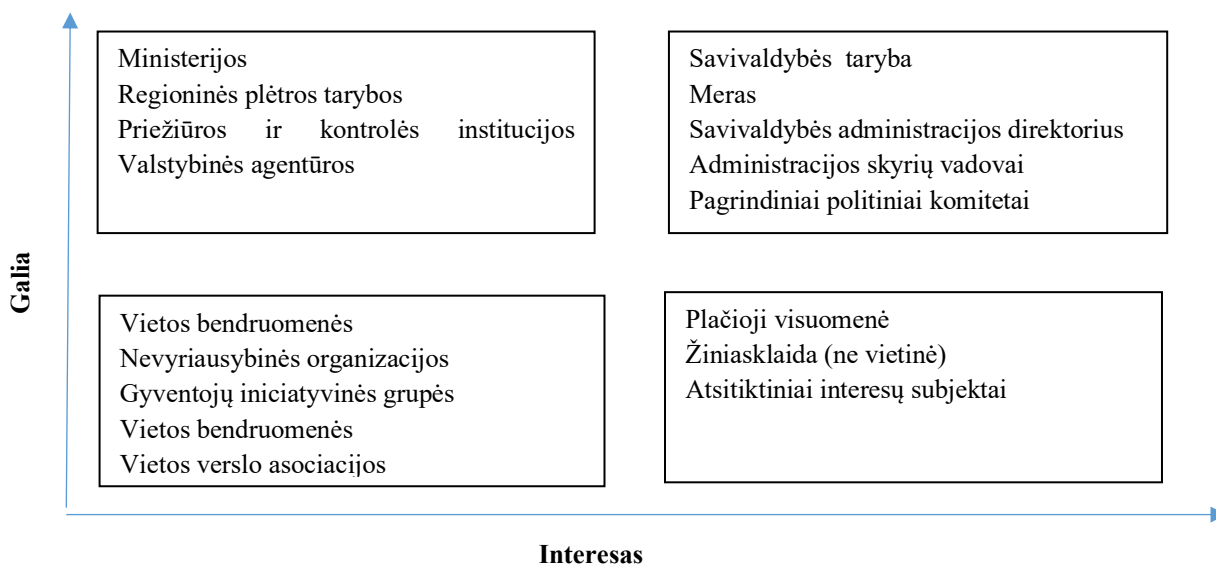 Ministerijos
Regioninės plėtros tarybos
Priežiūros ir kontrolės institucijos
Valstybinės agentūros
Savivaldybės taryba
Meras
Savivaldybės administracijos direktorius
Administracijos skyrių vadovai
Pagrindiniai politiniai komitetai
Galia
Vietos bendruomenės
Nevyriausybinės organizacijos
Gyventojų iniciatyvinės grupės
Vietos bendruomenės
Vietos verslo asociacijos
Plačioji visuomenė
Žiniasklaida (ne vietinė)
Atsitiktiniai interesų subjektai
Interesas